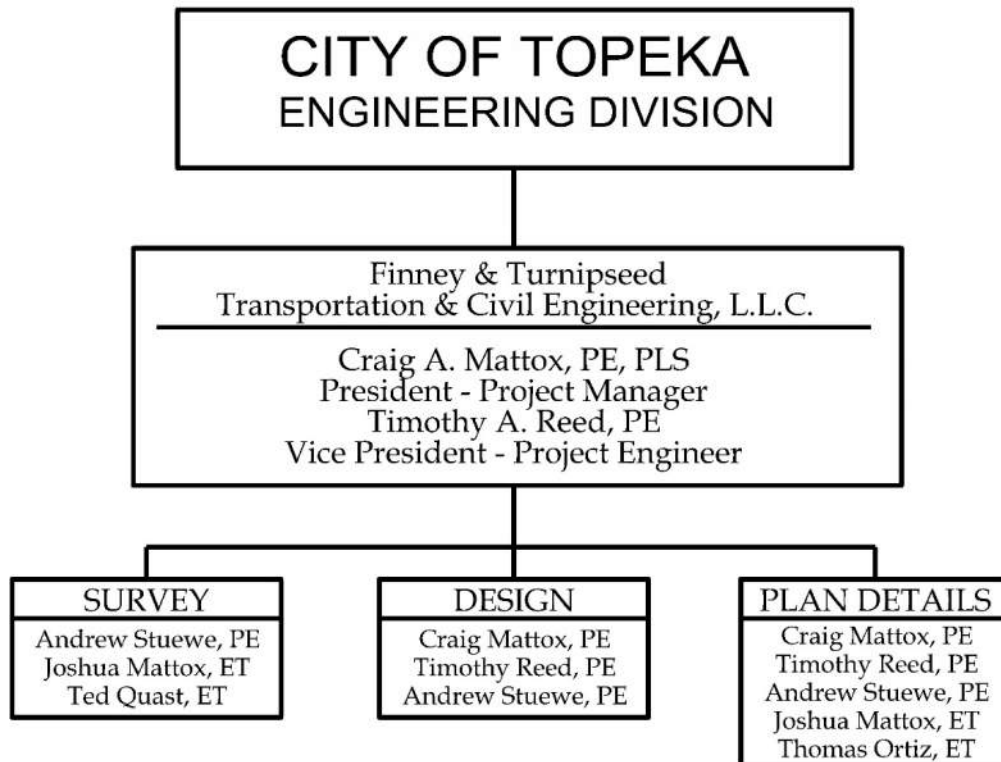 CITY OF TOPEKA
ENGINEERING DIVISION
Finney & Turnipseed
Transportation & Civil Engineering, L.L.C.
Craig A. Mattox, PE, PLS
President - Project Manager
Timothy A. Reed, PE
Vice President - Project Engineer
SURVEY
Andrew Stuewe, PE
Joshua Mattox, ET
Ted Quast, ET
DESIGN
Craig Mattox, PE
Timothy Reed, PE
Andrew Stuewe, PE
PLAN DETAILS
Craig Mattox, PE
Timothy Reed, PE
Andrew Stuewe, PE
Joshua Mattox, ET
Thomas Ortiz, ET